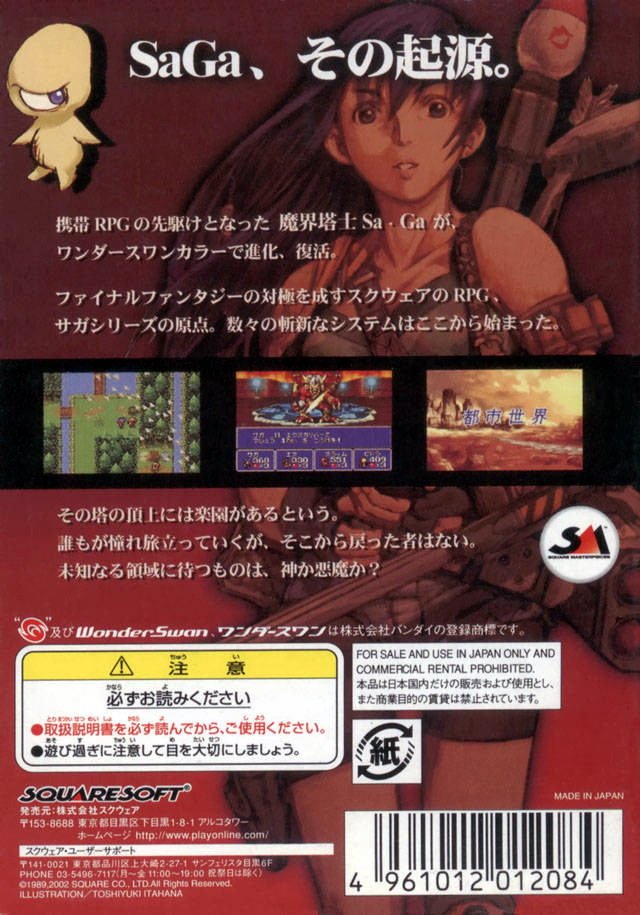 SaGa、その起源。
携帯RPGの先駆けとなった 魔界塔士 Sa・Ga が、
ワンダースワンカラーで進化、復活。
ファイナルファンタジーの対極を成すスクウェアのRPG、
サガシリーズの原点。数々の斬新なシステムはここから始まった。
都市世界
その塔の頂上には楽園があるという。
誰もが憧れ旅立っていくが、そこから戻った者はない。
未知なる領域に待つものは、神か悪魔か?
SM
SQUARE MASTERPIECES
及びWonderSwan、ワンダースワンは株式会社バンダイの登録商標です。
注意
ちゅう い
必ずお読みください
かなら よ
●取扱説明書を必ず読んでから、ご使用ください。
●遊び過ぎに注意して目を大切にしましょう。
FOR SALE AND USE IN JAPAN ONLY AND
COMMERCIAL RENTAL PROHIBITED.
本品は日本国内だけの販売および使用とし、
また商業目的の賃貸は禁止されています。
紙
SQUARESOFT®
発売元:株式会社スクウェア
〒153-8688 東京都目黒区下目黒1-8-1 アルコタワー
ホームページ http://www.playonline.com/
スクウェア・ユーザーサポート
〒141-0021 東京都品川区上大崎2-27-1 サンフェリスタ目黒6F
PHONE 03-5496-7117(月~金 11:00~19:00 祝祭日は除く)
©1989,2002 SQUARE CO., LTD.All Rights Reserved.
ILLUSTRATION/TOSHIYUKI ITAHANA
MADE IN JAPAN
4 961012 012084